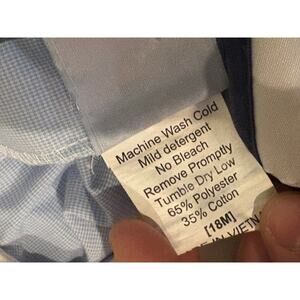 Machine Wash Cold
Mild detergent
No Bleach
Remove Promptly
Tumble Dry Low
65% Polyester
35% Cotton
[18M]